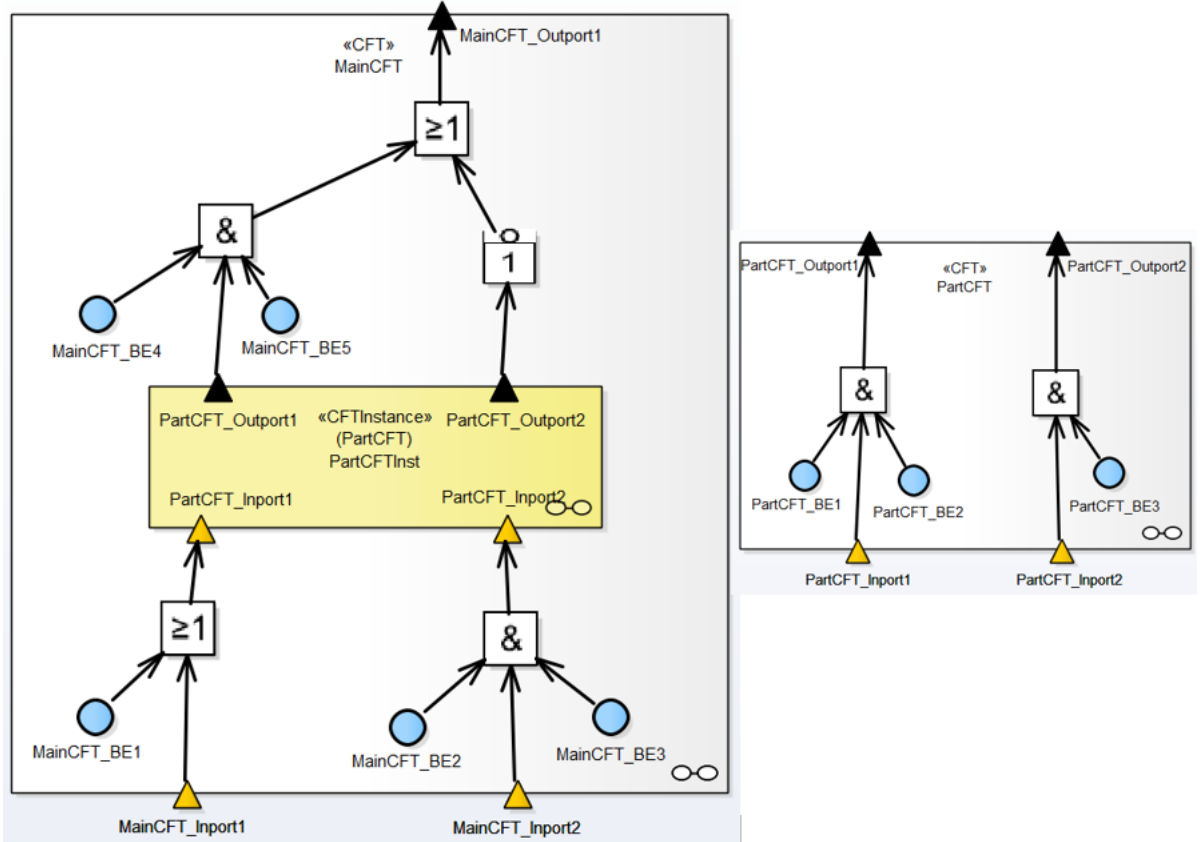 MainCFT_Outport1
«CFT»
MainCFT
≥1
&
1
MainCFT_BE4
MainCFT_BE5
PartCFT_Outport1
«CFTInstance»
PartCFT_Outport2
(PartCFT)
PartCFTInst
PartCFT_Inport1
PartCFT_Inport2
≥1
&
MainCFT_BE1
MainCFT_BE2
MainCFT_BE3
MainCFT_Inport1
MainCFT_Inport2
PartCFT_Outport1
«CFT»
PartCFT_Outport2
PartCFT
&
&
PartCFT_BE1
PartCFT_BE2
PartCFT_BE3
PartCFT_Inport1
PartCFT_Inport2